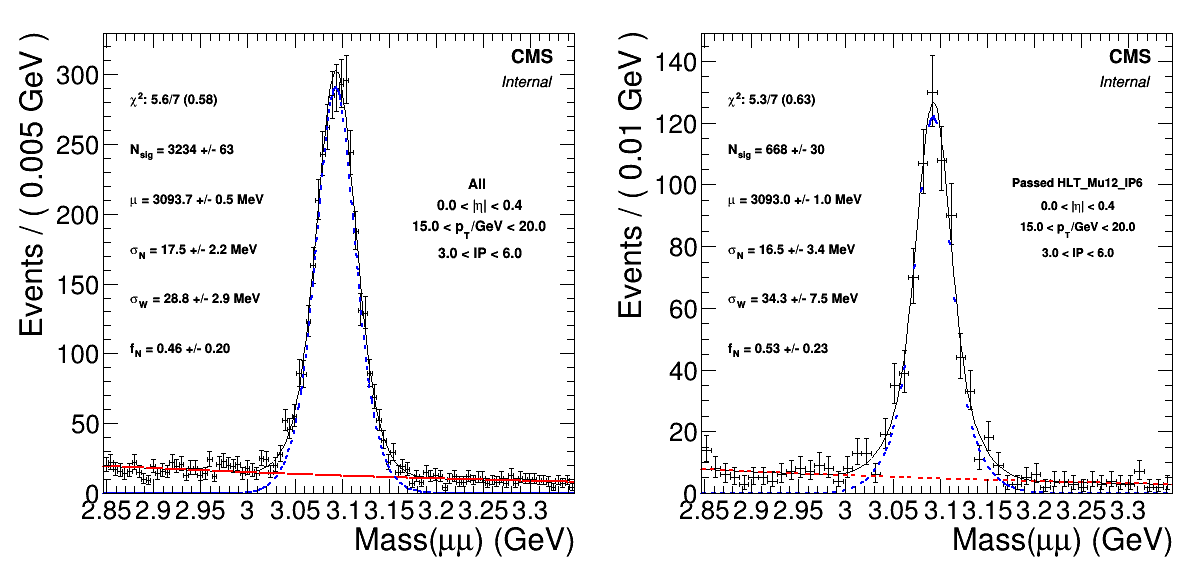 CMS
Internal
χ²: 5.6/7 (0.58)
N_sig = 3234 +/- 63
μ = 3093.7 +/- 0.5 MeV
σ_N = 17.5 +/- 2.2 MeV
σ_W = 28.8 +/- 2.9 MeV
f_N = 0.46 +/- 0.20
All
0.0 < |η| < 0.4
15.0 < p_T/GeV < 20.0
3.0 < IP < 6.0
Events / ( 0.005 GeV )
300
250
200
150
100
50
0
2.85 2.9 2.95 3 3.05 3.1 3.15 3.2 3.25 3.3
Mass(μμ) (GeV)
CMS
Internal
χ²: 5.3/7 (0.63)
N_sig = 668 +/- 30
μ = 3093.0 +/- 1.0 MeV
σ_N = 16.5 +/- 3.4 MeV
σ_W = 34.3 +/- 7.5 MeV
f_N = 0.53 +/- 0.23
Passed HLT_Mu12_IP6
0.0 < |η| < 0.4
15.0 < p_T/GeV < 20.0
3.0 < IP < 6.0
Events / ( 0.01 GeV )
140
120
100
80
60
40
20
0
2.85 2.9 2.95 3 3.05 3.1 3.15 3.2 3.25 3.3
Mass(μμ) (GeV)